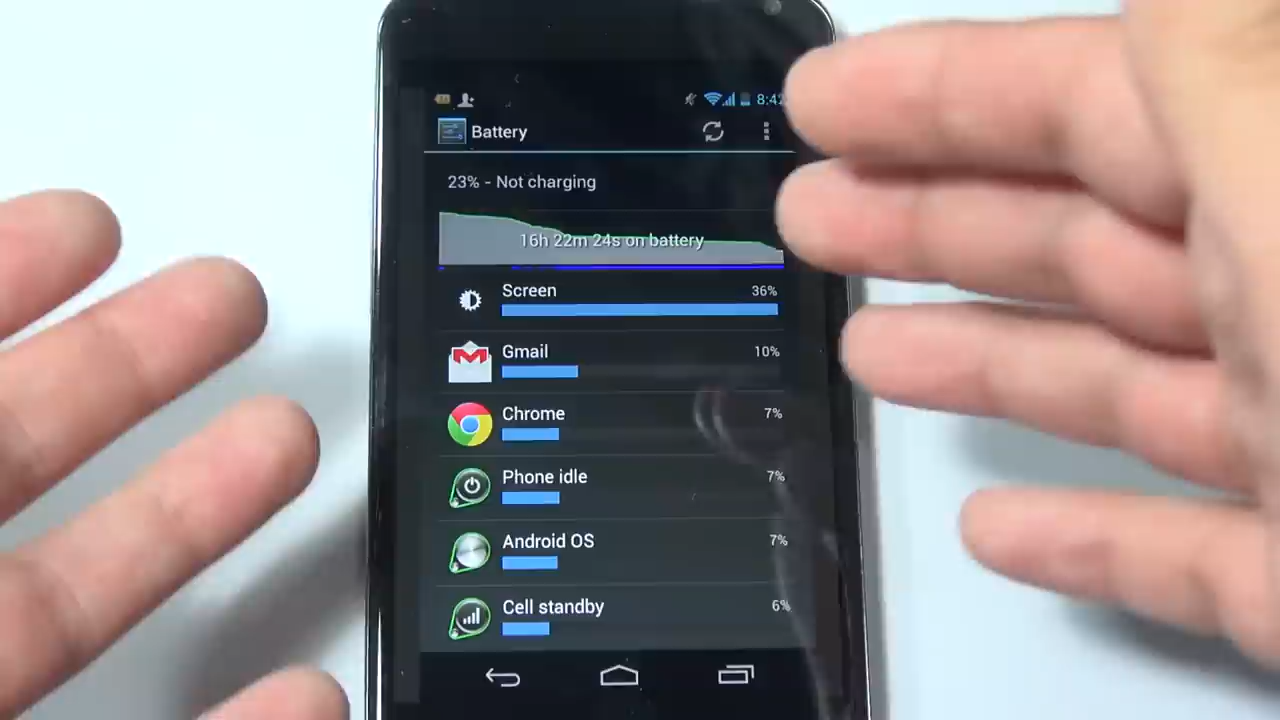 8:42
Battery
23% - Not charging
16h 22m 24s on battery
Screen 36%
Gmail 10%
Chrome 7%
Phone idle 7%
Android OS 7%
Cell standby 6%